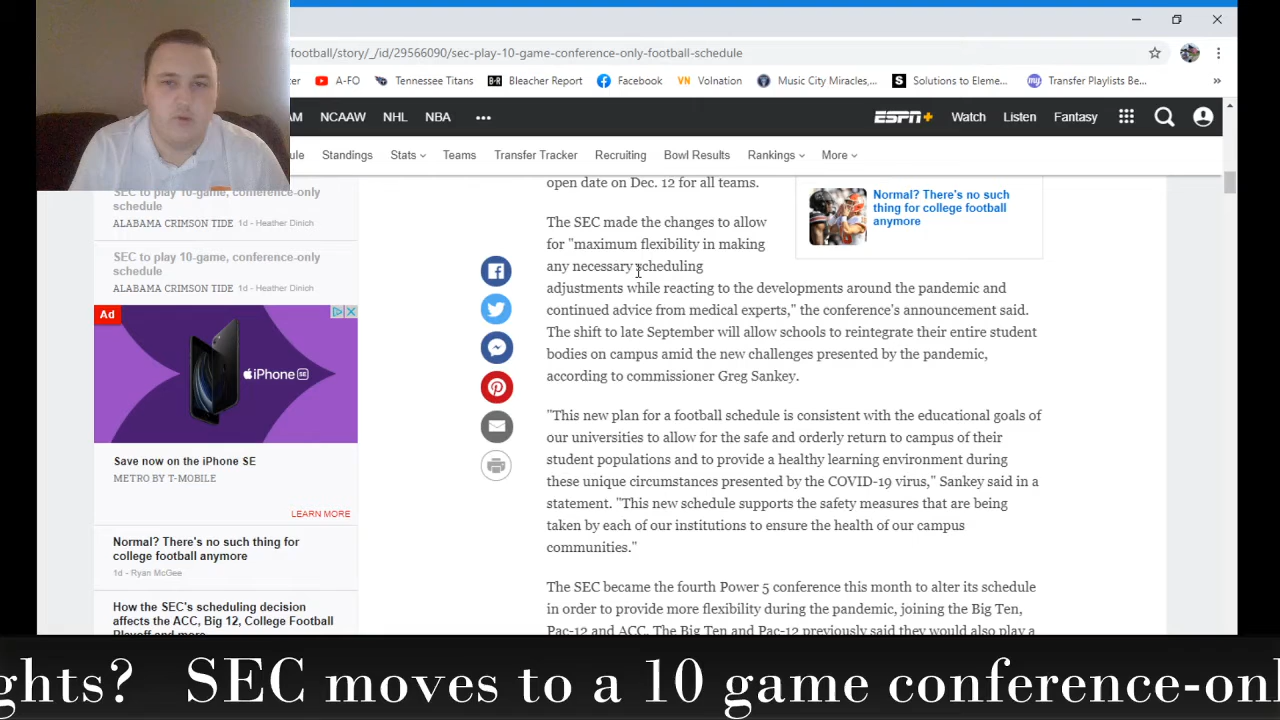 football/story/_/id/29566090/sec-play-10-game-conference-only-football-schedule
A-FO
Tennessee Titans
B·R Bleacher Report
Facebook
VN Volnation
Music City Miracles,...
S Solutions to Eleme...
my Transfer Playlists Be...
»
NCAAW
NHL
NBA
ESPN+
Watch
Listen
Fantasy
Standings
Stats
Teams
Transfer Tracker
Recruiting
Bowl Results
Rankings
More
SEC to play 10-game, conference-only
schedule
ALABAMA CRIMSON TIDE 1d - Heather Dinich
SEC to play 10-game, conference-only
schedule
ALABAMA CRIMSON TIDE 1d - Heather Dinich
Ad
iPhone SE
Save now on the iPhone SE
METRO BY T-MOBILE
LEARN MORE
Normal? There's no such thing for
college football anymore
1d - Ryan McGee
How the SEC's scheduling decision
affects the ACC, Big 12, College Football
Playoff and more
open date on Dec. 12 for all teams.
The SEC made the changes to allow
for "maximum flexibility in making
any necessary scheduling
adjustments while reacting to the developments around the pandemic and
continued advice from medical experts," the conference's announcement said.
The shift to late September will allow schools to reintegrate their entire student
bodies on campus amid the new challenges presented by the pandemic,
according to commissioner Greg Sankey.
"This new plan for a football schedule is consistent with the educational goals of
our universities to allow for the safe and orderly return to campus of their
student populations and to provide a healthy learning environment during
these unique circumstances presented by the COVID-19 virus," Sankey said in a
statement. "This new schedule supports the safety measures that are being
taken by each of our institutions to ensure the health of our campus
communities."
The SEC became the fourth Power 5 conference this month to alter its schedule
in order to provide more flexibility during the pandemic, joining the Big Ten,
Pac-12 and ACC. The Big Ten and Pac-12 previously said they would also play a
Normal? There's no such
thing for college football
anymore
ghts? SEC moves to a 10 game conference-onl